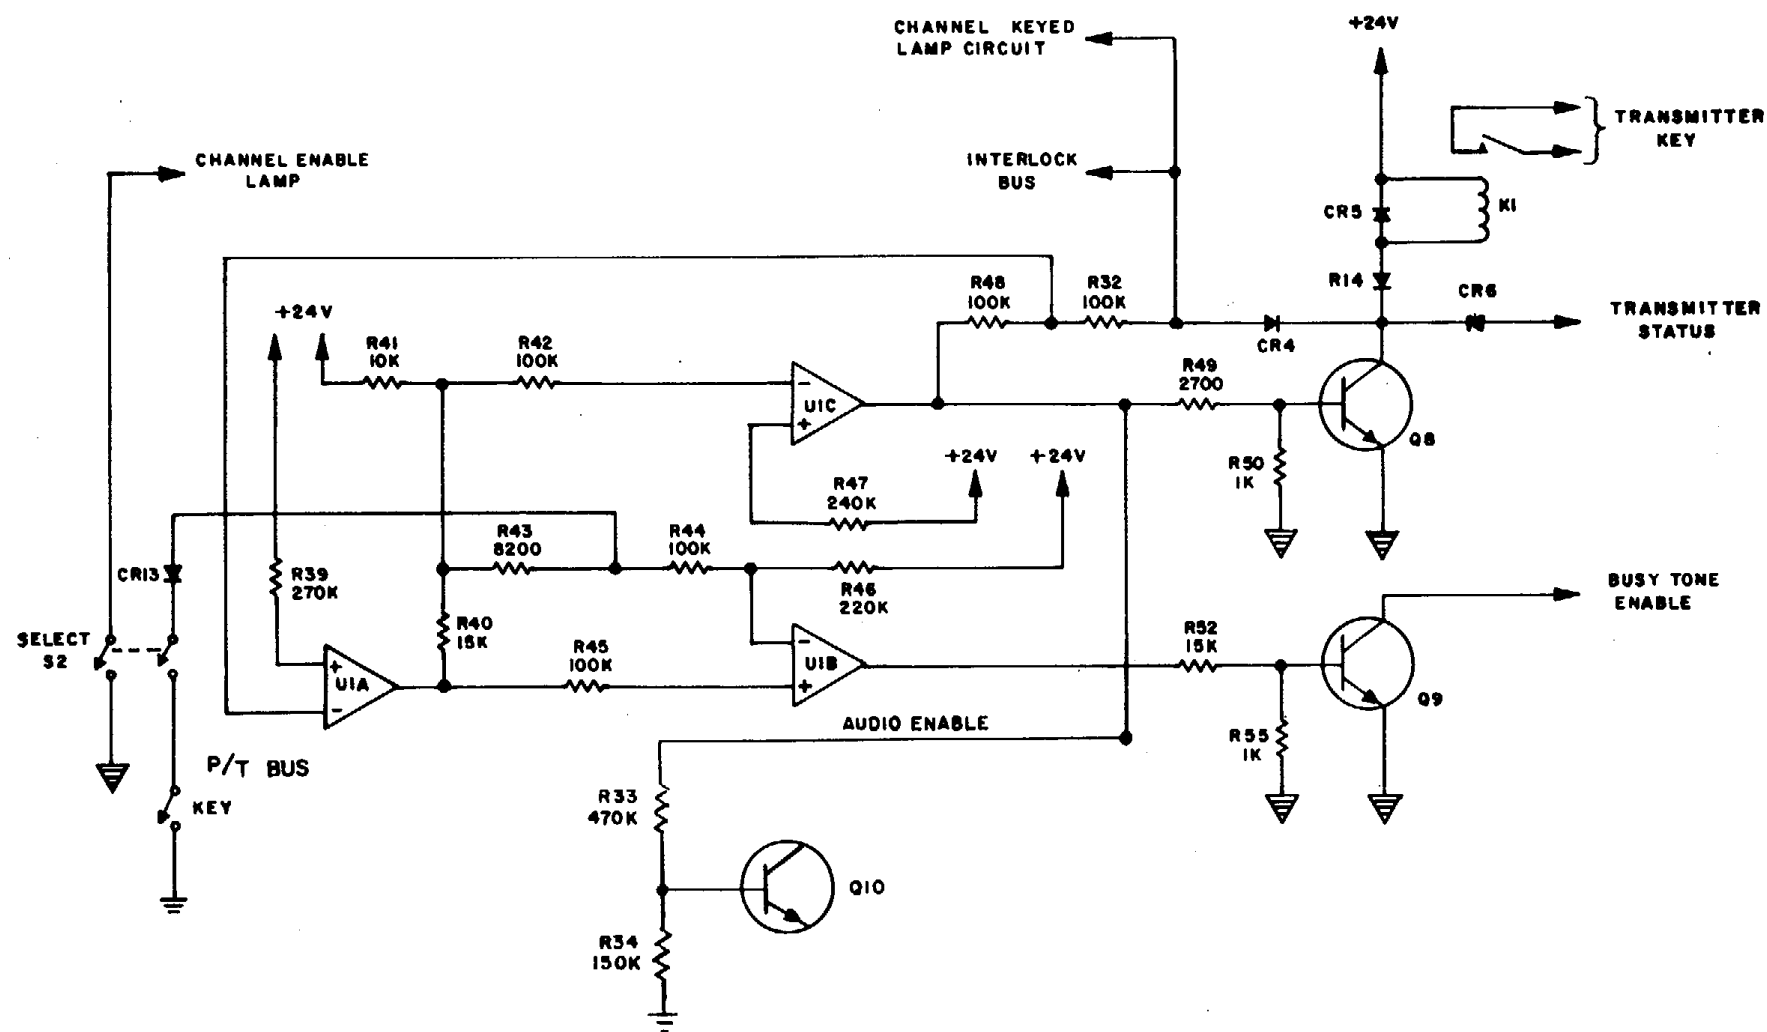 CHANNEL KEYED
LAMP CIRCUIT
+24V
TRANSMITTER
KEY
CHANNEL ENABLE
LAMP
INTERLOCK
BUS
CR5
K1
R14
CR6
TRANSMITTER
STATUS
R48
100K
R32
100K
CR4
+24V
R41
10K
R42
100K
-
U1C
+
R49
2700
Q8
R50
1K
+24V
+24V
R47
240K
R43
8200
R44
100K
R46
220K
CR13
R39
270K
BUSY TONE
ENABLE
SELECT
S2
R40
15K
R45
100K
-
U1B
+
R52
15K
+
U1A
-
Q9
R55
1K
AUDIO ENABLE
P/T BUS
KEY
R33
470K
Q10
R34
150K